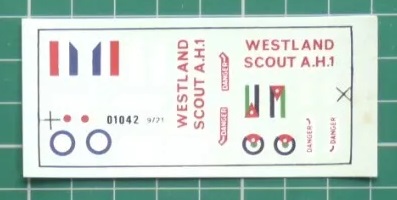 WESTLAND
SCOUT A.H.1
WESTLAND
SCOUT A.H.1
DANGER
DANGER
DANGER
DANGER
01042 9/71